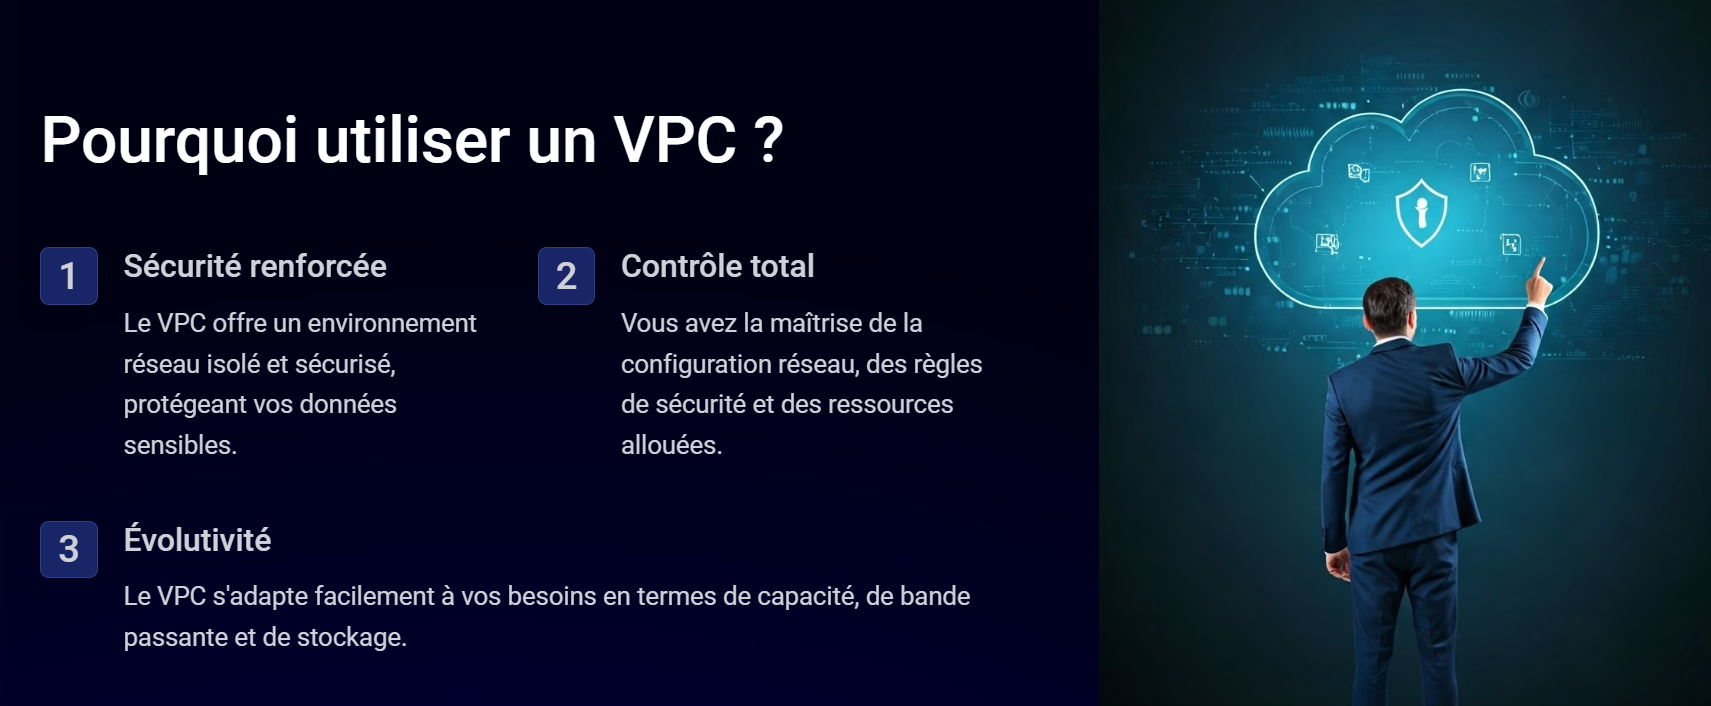 Pourquoi utiliser un VPC ?
1
Sécurité renforcée
Le VPC offre un environnement
réseau isolé et sécurisé,
protégeant vos données
sensibles.
2
Contrôle total
Vous avez la maîtrise de la
configuration réseau, des règles
de sécurité et des ressources
allouées.
3
Évolutivité
Le VPC s'adapte facilement à vos besoins en termes de capacité, de bande
passante et de stockage.